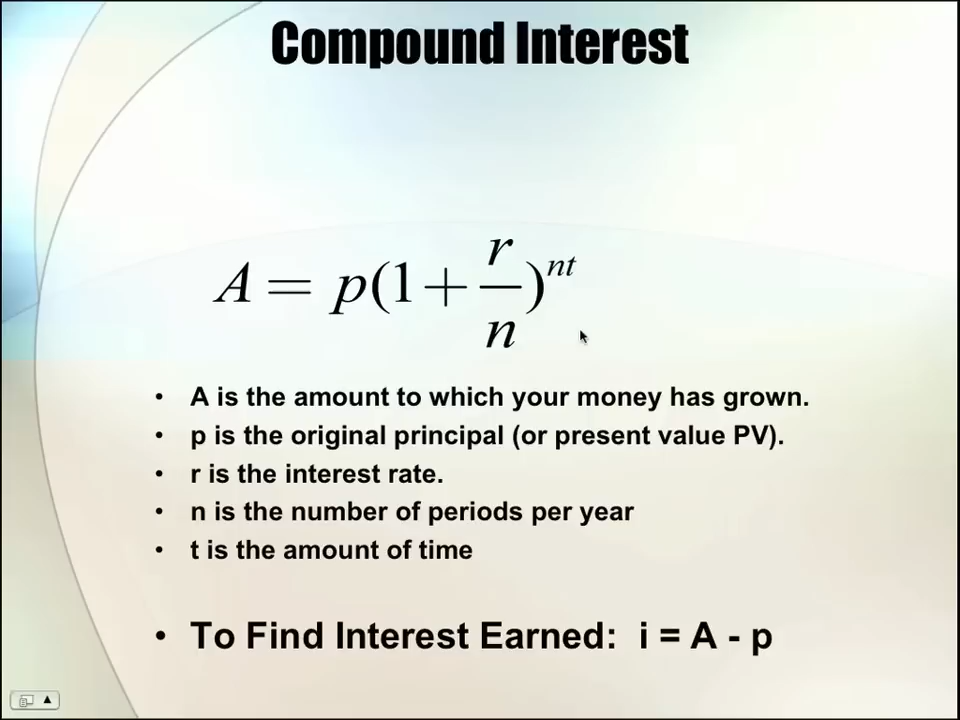 Compound Interest
A = p(1 + r/n)^nt
• A is the amount to which your money has grown.
• p is the original principal (or present value PV).
• r is the interest rate.
• n is the number of periods per year
• t is the amount of time
• To Find Interest Earned: i = A - p